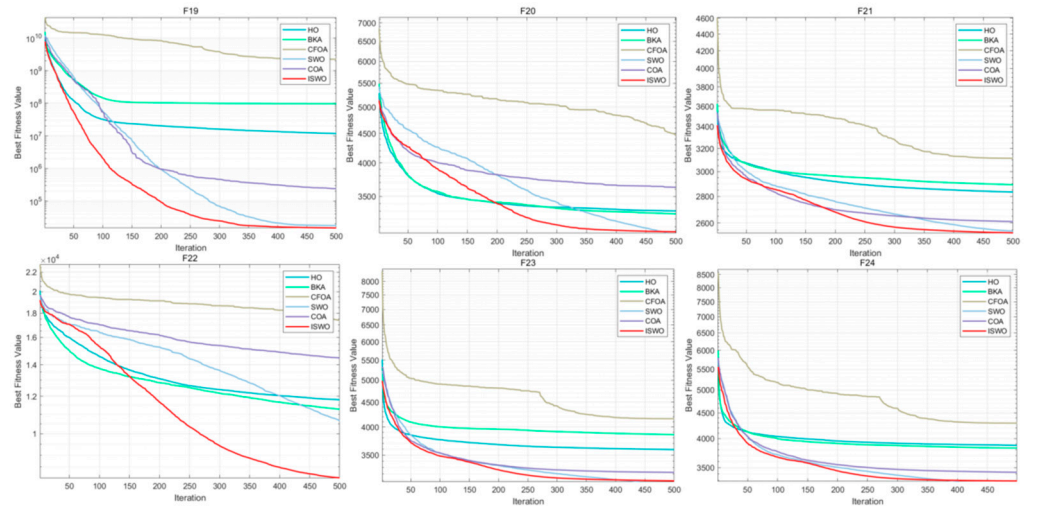 F19
Best Fitness Value
10^10
10^9
10^8
10^7
10^6
10^5
HO
BKA
CFOA
SWO
COA
ISWO
50 100 150 200 250 300 350 400 450 500
Iteration
F20
Best Fitness Value
6500
5500
5000
4500
4000
3500
HO
BKA
CFOA
SWO
COA
ISWO
50 100 150 200 250 300 350 400 450 500
Iteration
F21
Best Fitness Value
4600
4400
4200
4000
3800
3600
3400
3200
3000
2800
2600
HO
BKA
CFOA
SWO
COA
ISWO
50 100 150 200 250 300 350 400 450 500
Iteration
F22
×10^4
Best Fitness Value
2.2
2
1.8
1.6
1.4
1.2
1
HO
BKA
CFOA
SWO
COA
ISWO
50 100 150 200 250 300 350 400 450 500
Iteration
F23
Best Fitness Value
8000
7000
6500
6000
5500
5000
4500
4000
3500
HO
BKA
CFOA
SWO
COA
ISWO
50 100 150 200 250 300 350 400 450 500
Iteration
F24
Best Fitness Value
8500
7500
7000
6500
6000
5500
5000
4500
4000
3500
HO
BKA
CFOA
SWO
COA
ISWO
50 100 150 200 250 300 350 400 450
Iteration